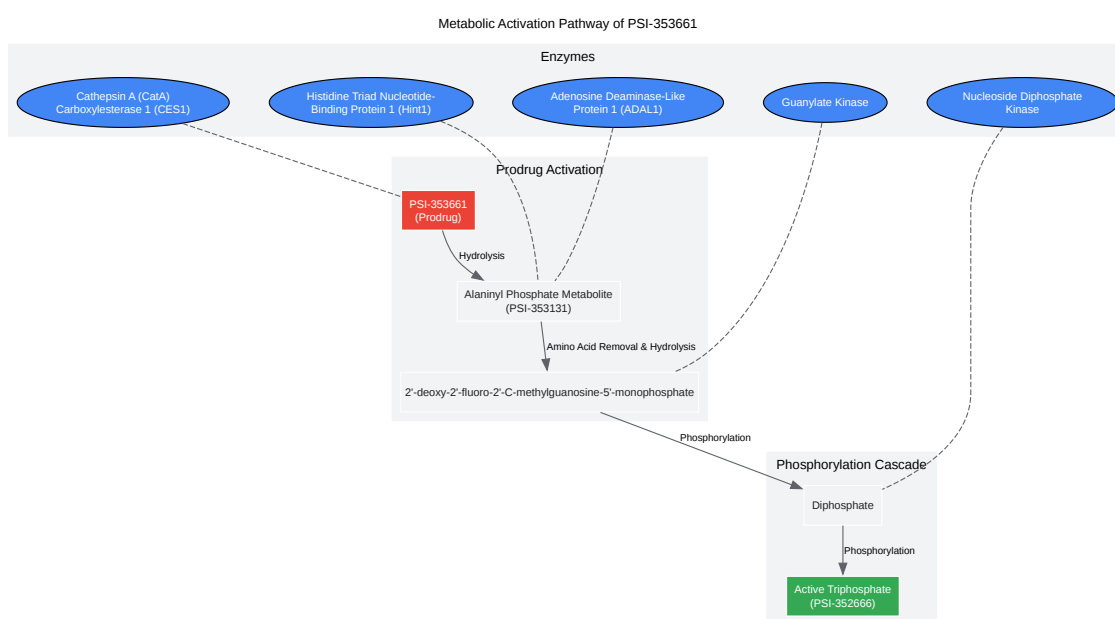 Metabolic Activation Pathway of PSI-353661
Enzymes
Cathepsin A (CatA)
Carboxylesterase 1 (CES1)
Histidine Triad Nucleotide-
Binding Protein 1 (Hint1)
Adenosine Deaminase-Like
Protein 1 (ADAL1)
Guanylate Kinase
Nucleoside Diphosphate
Kinase
Prodrug Activation
PSI-353661
(Prodrug)
Hydrolysis
Alaninyl Phosphate Metabolite
(PSI-353131)
Amino Acid Removal & Hydrolysis
2'-deoxy-2'-fluoro-2'-C-methylguanosine-5'-monophosphate
Phosphorylation
Phosphorylation Cascade
Diphosphate
Phosphorylation
Active Triphosphate
(PSI-352666)